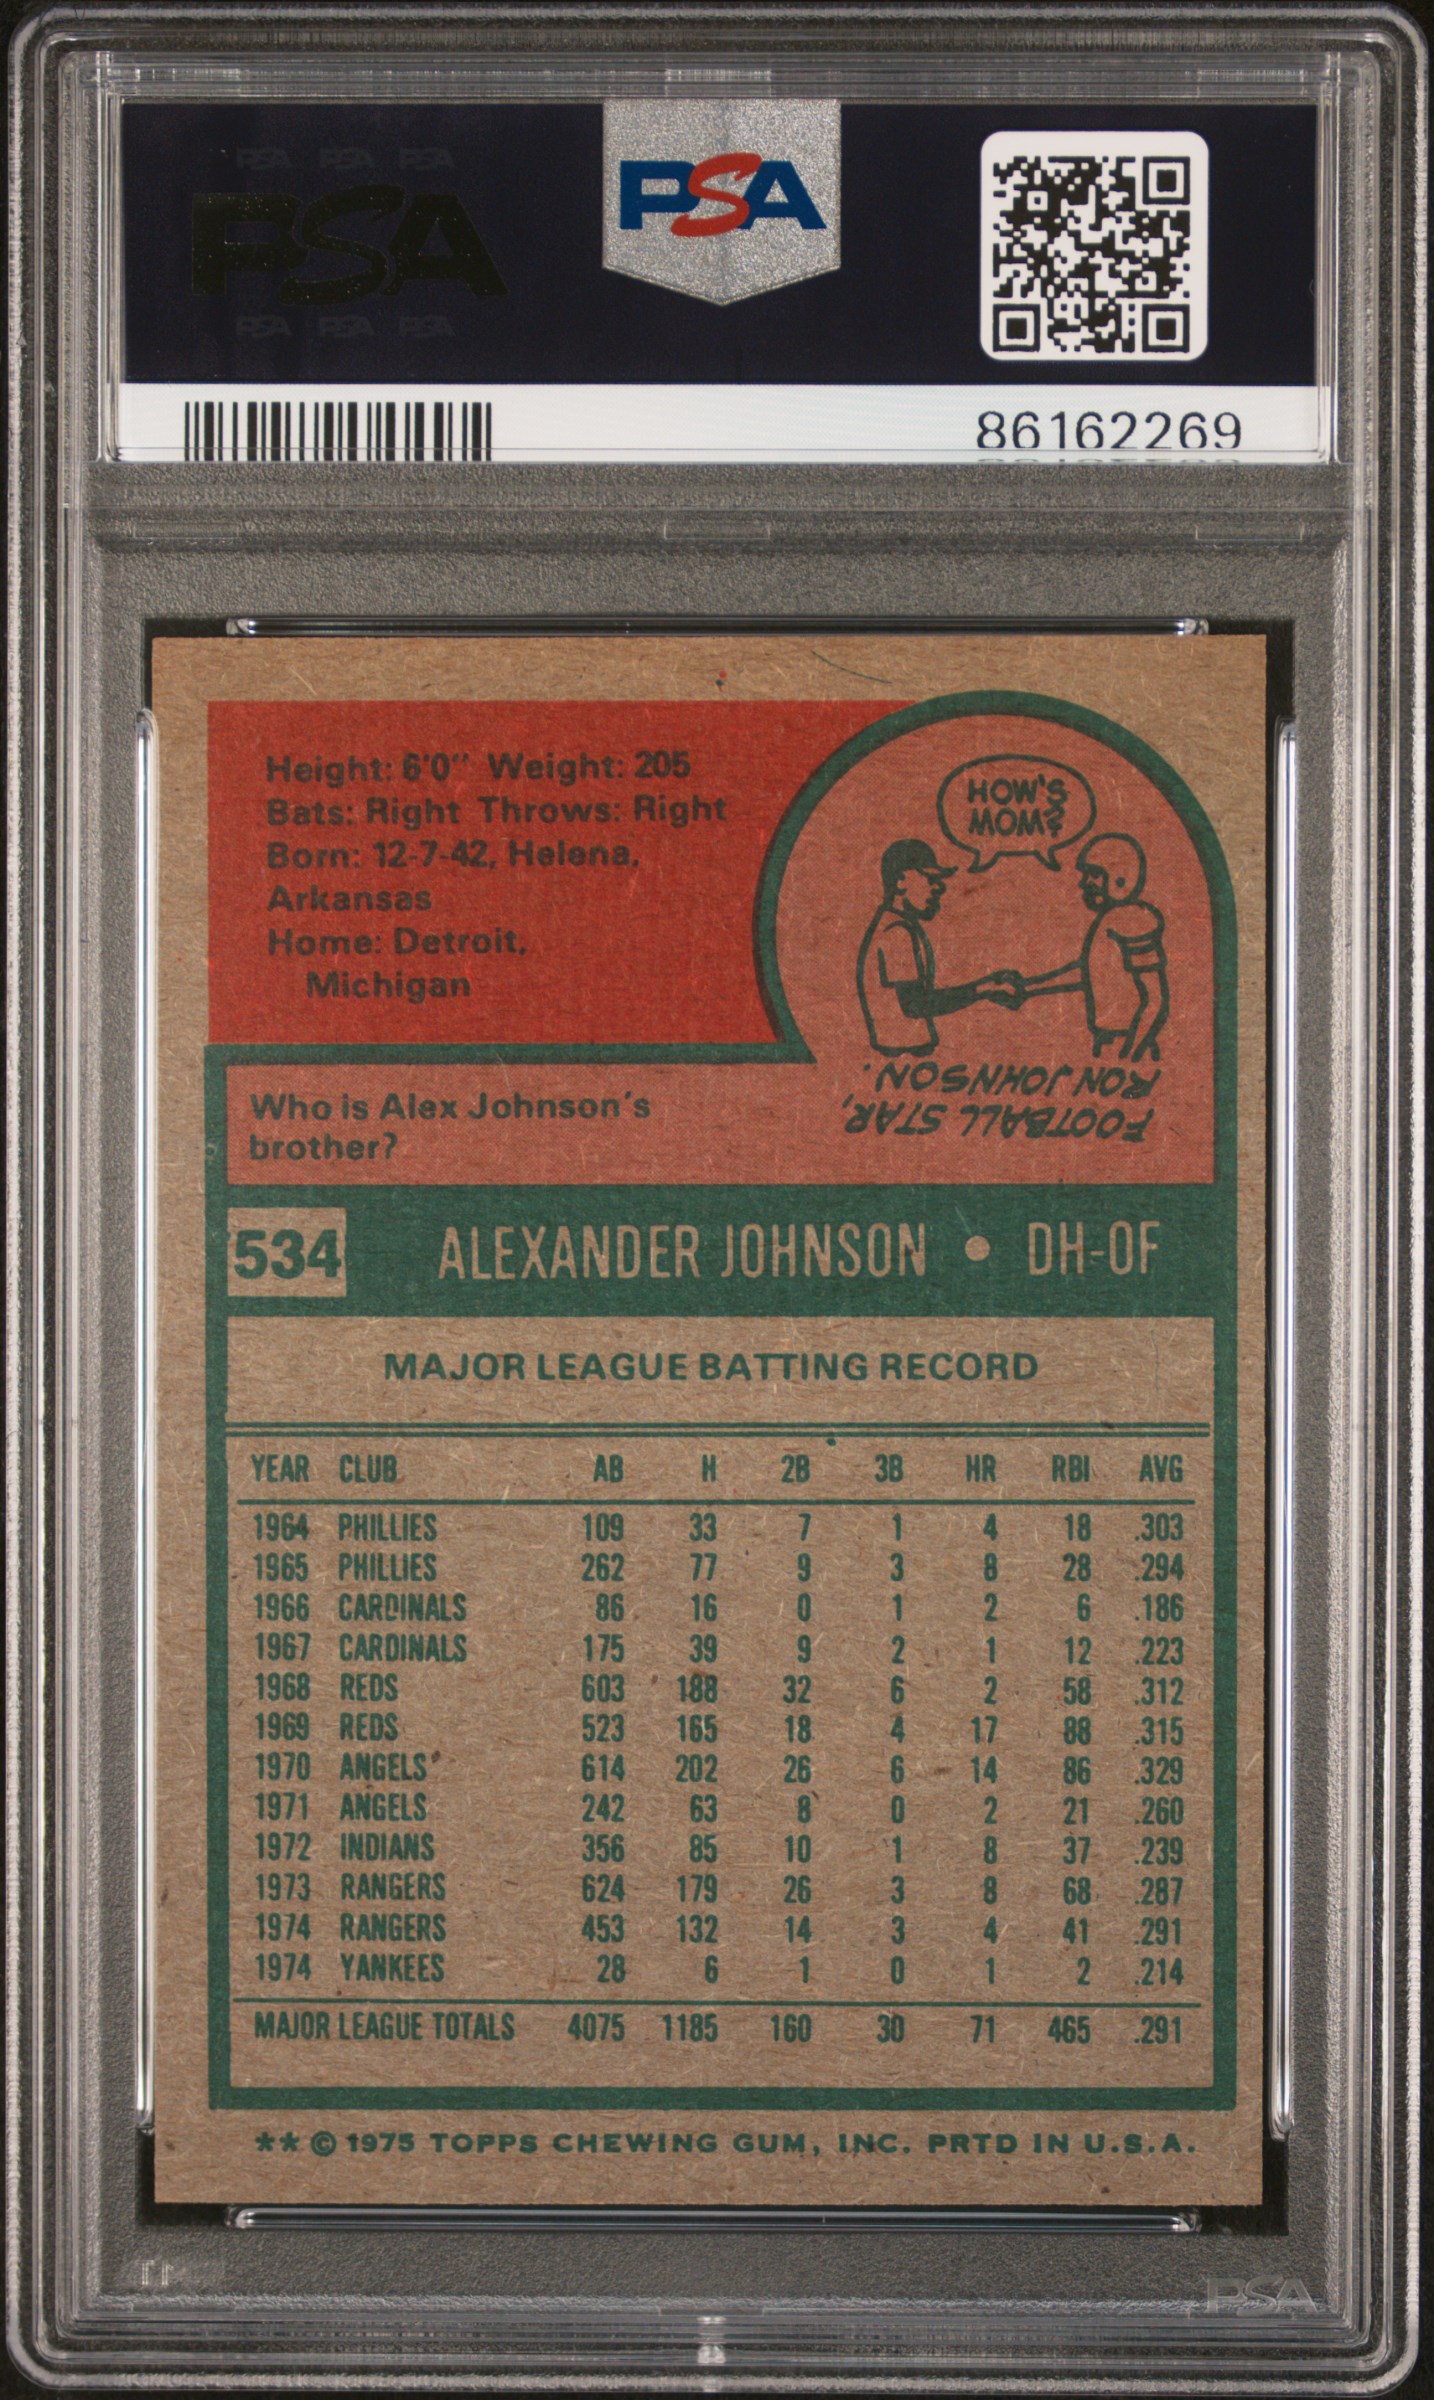 PSA PSA PSA
PSA
PSA PSA PSA
PSA
86162269
Height: 6'0" Weight: 205
Bats: Right Throws: Right
Born: 12-7-42, Helena,
Arkansas
Home: Detroit,
Michigan
HOW'S
MOM?
FOOTBALL STAR,
RON JOHNSON.
Who is Alex Johnson's
brother?
534 ALEXANDER JOHNSON • DH-OF
MAJOR LEAGUE BATTING RECORD
YEAR CLUB AB H 2B 3B HR RBI AVG
1964 PHILLIES 109 33 7 1 4 18 .303
1965 PHILLIES 262 77 9 3 8 28 .294
1966 CARDINALS 86 16 0 1 2 6 .186
1967 CARDINALS 175 39 9 2 1 12 .223
1968 REDS 603 188 32 6 2 58 .312
1969 REDS 523 165 18 4 17 88 .315
1970 ANGELS 614 202 26 6 14 86 .329
1971 ANGELS 242 63 8 0 2 21 .260
1972 INDIANS 356 85 10 1 8 37 .239
1973 RANGERS 624 179 26 3 8 68 .287
1974 RANGERS 453 132 14 3 4 41 .291
1974 YANKEES 28 6 1 0 1 2 .214
MAJOR LEAGUE TOTALS 4075 1185 160 30 71 465 .291
** © 1975 TOPPS CHEWING GUM, INC. PRTD IN U.S.A.
PSA